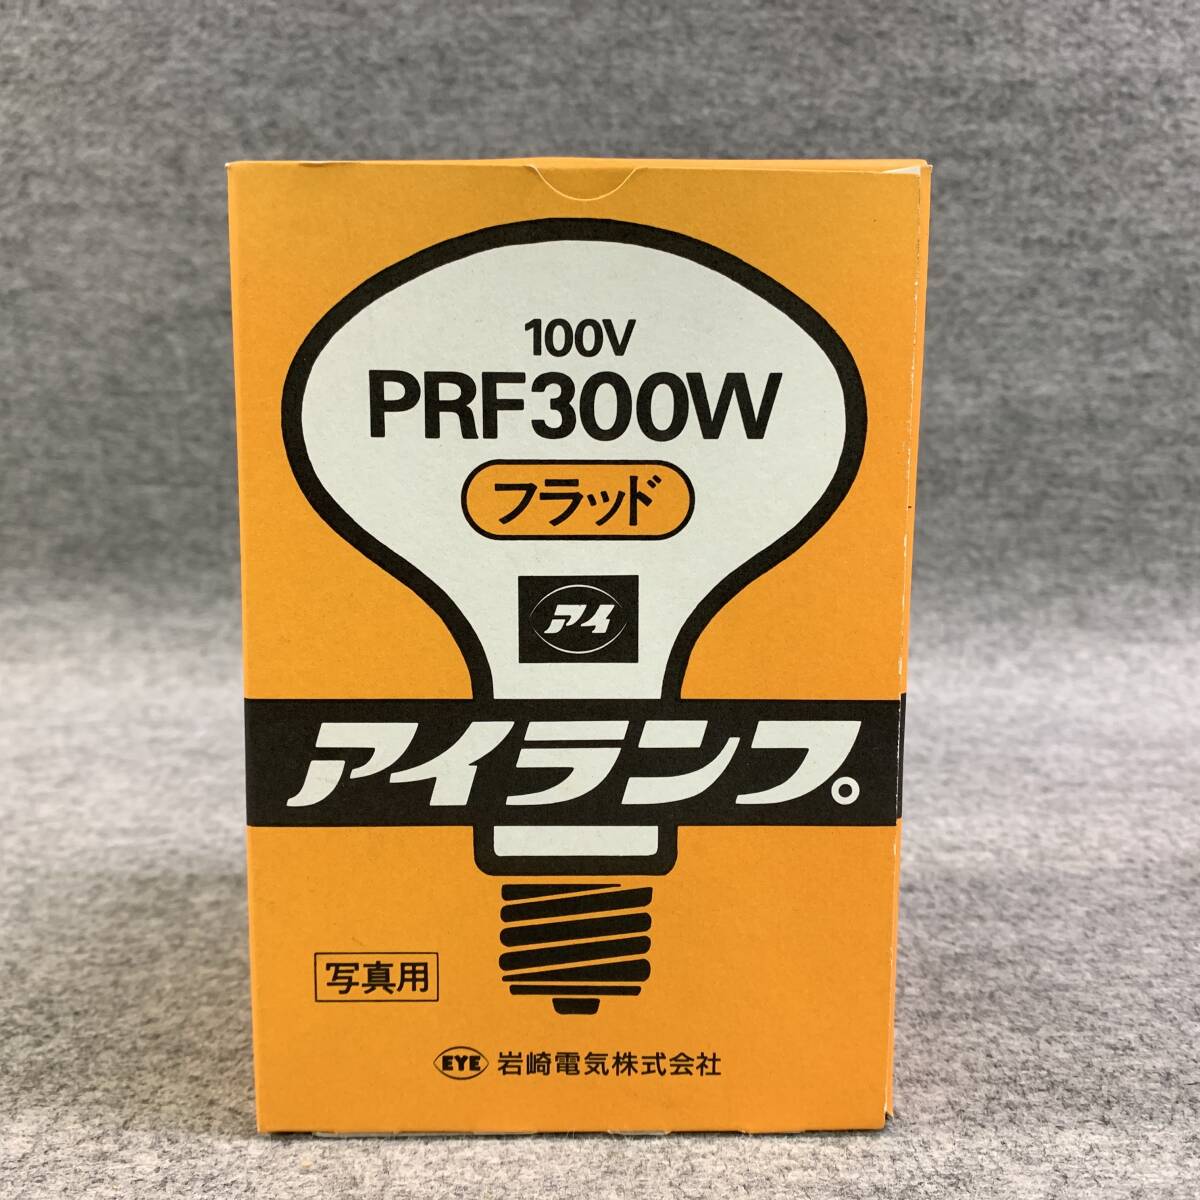 100V
PRF300W
フラッド
アイ
アイランプ。
写真用
EYE 岩崎電気株式会社